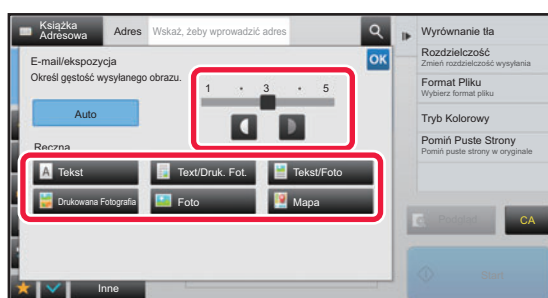 Książka
Adresowa
Adres
Wskaż, żeby wprowadzić adres
E-mail/ekspozycja
OK
Określ gęstość wysyłanego obrazu.
1 • 3 • 5
Auto
Ręczna
Tekst
Text/Druk. Fot.
Tekst/Foto
Drukowana Fotografia
Foto
Mapa
Inne
Wyrównanie tła
Rozdzielczość
Zmień rozdzielczość wysyłania
Format Pliku
Wybierz format pliku
Tryb Kolorowy
Pomiń Puste Strony
Pomiń puste strony w oryginale
Podgląd
CA
Start